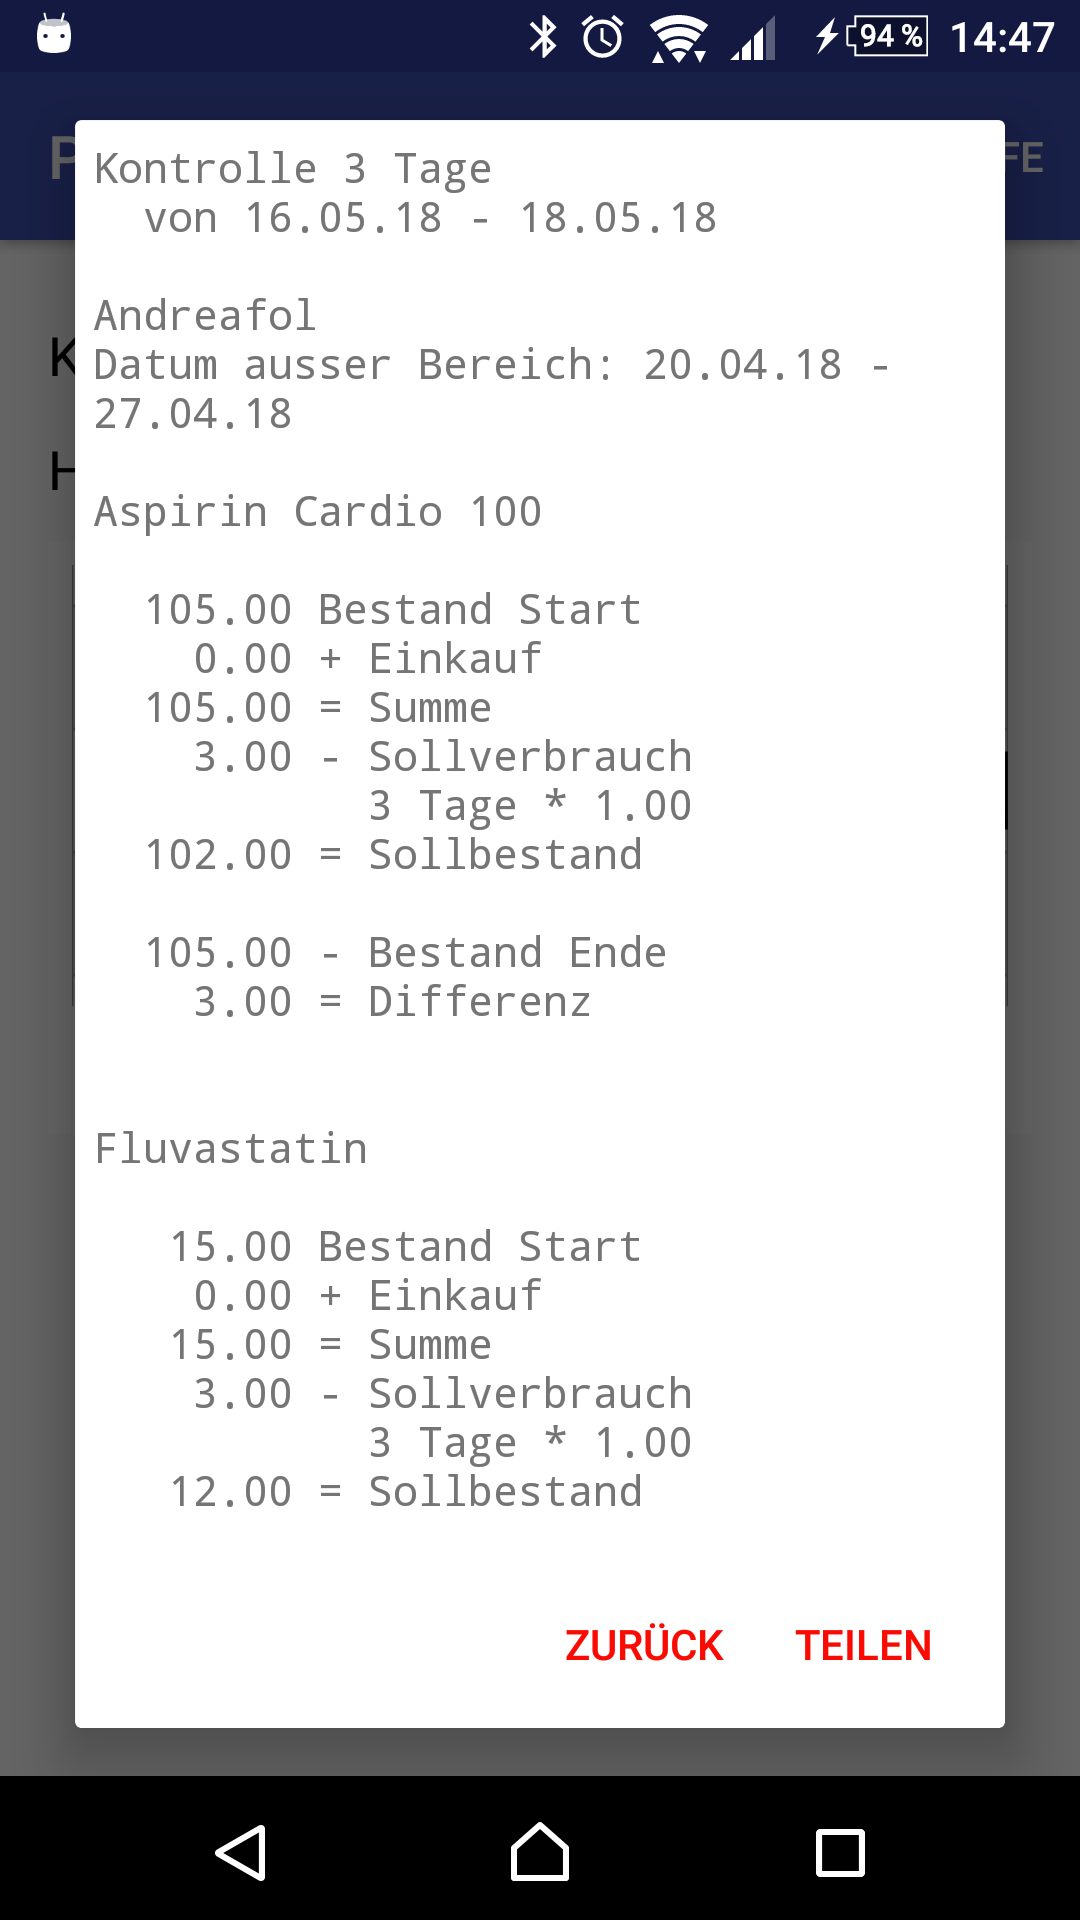 94 % 14:47
P FE
Kontrolle 3 Tage
von 16.05.18 - 18.05.18
Andreafol
K
Datum ausser Bereich: 20.04.18 -
27.04.18
H
Aspirin Cardio 100
105.00 Bestand Start
0.00 + Einkauf
105.00 = Summe
3.00 - Sollverbrauch
3 Tage * 1.00
102.00 = Sollbestand
105.00 - Bestand Ende
3.00 = Differenz
Fluvastatin
15.00 Bestand Start
0.00 + Einkauf
15.00 = Summe
3.00 - Sollverbrauch
3 Tage * 1.00
12.00 = Sollbestand
ZURÜCK TEILEN